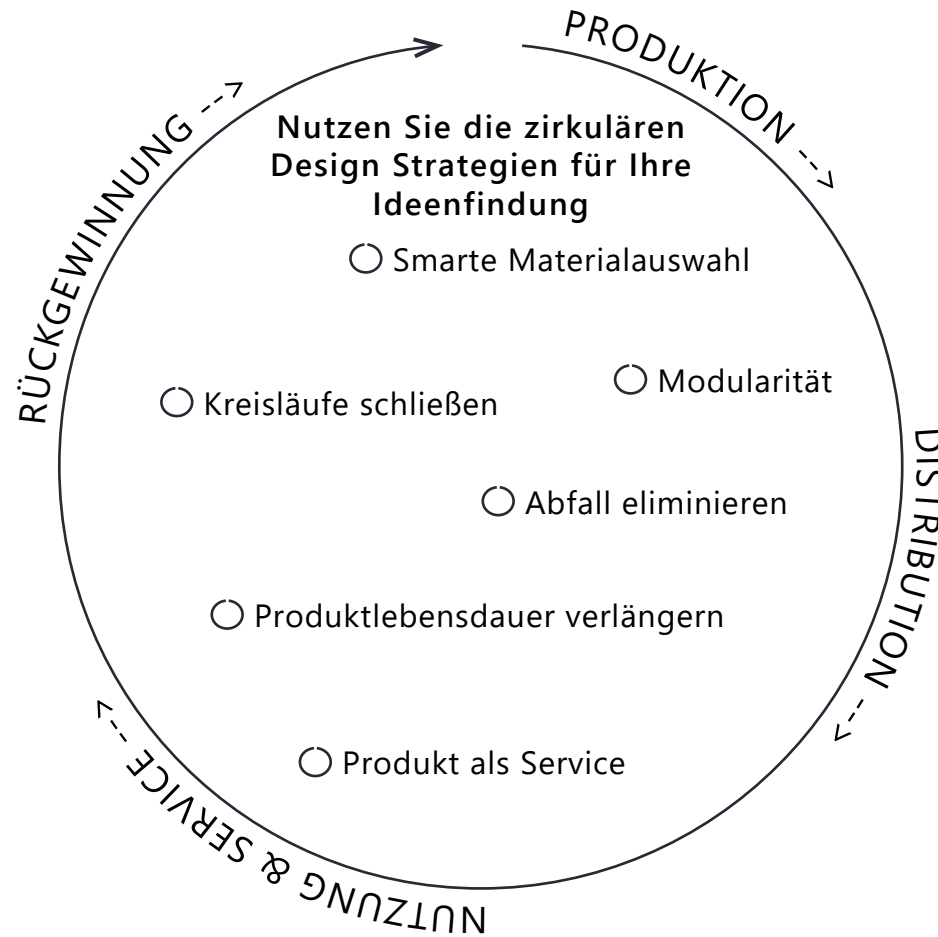 PRODUKTION -->
RÜCKGEWINNUNG -->
Nutzen Sie die zirkulären
Design Strategien für Ihre
Ideenfindung
Smarte Materialauswahl
Modularität
Kreisläufe schließen
DISTRIBUTION -->
Abfall eliminieren
Produktlebensdauer verlängern
Produkt als Service
NUTZUNG & SERVICE -->